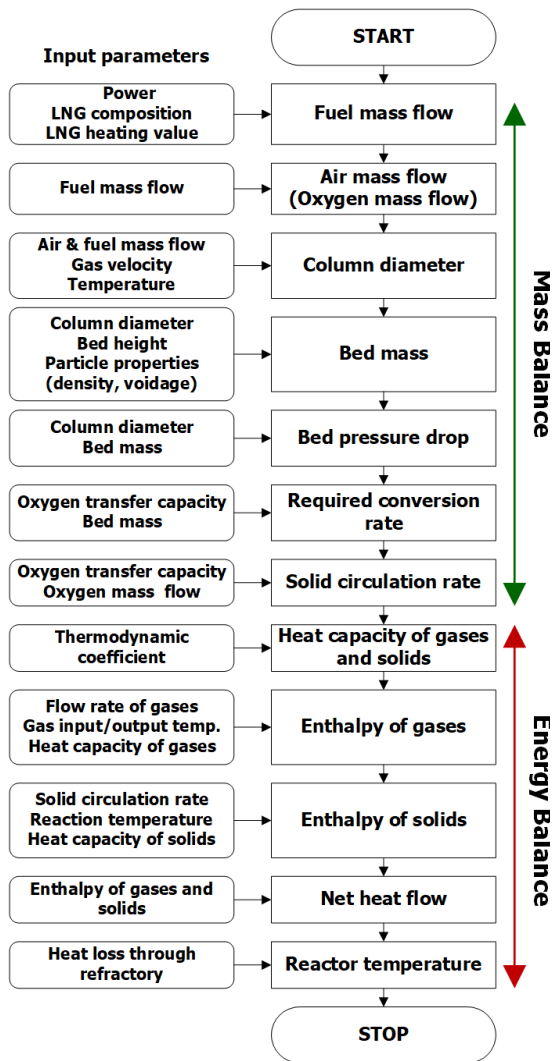 START
Input parameters
Power
LNG composition
LNG heating value
Fuel mass flow
Fuel mass flow
Air mass flow
(Oxygen mass flow)
Air & fuel mass flow
Gas velocity
Temperature
Column diameter
Column diameter
Bed height
Particle properties
(density, voidage)
Bed mass
Column diameter
Bed mass
Bed pressure drop
Oxygen transfer capacity
Bed mass
Required conversion
rate
Oxygen transfer capacity
Oxygen mass flow
Solid circulation rate
Mass Balance
Thermodynamic
coefficient
Heat capacity of gases
and solids
Flow rate of gases
Gas input/output temp.
Heat capacity of gases
Enthalpy of gases
Solid circulation rate
Reaction temperature
Heat capacity of solids
Enthalpy of solids
Enthalpy of gases and
solids
Net heat flow
Heat loss through
refractory
Reactor temperature
Energy Balance
STOP